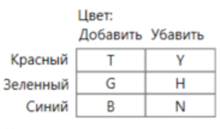 Цвет:
Добавить Убавить
Красный T Y
Зеленный G H
Синий B N